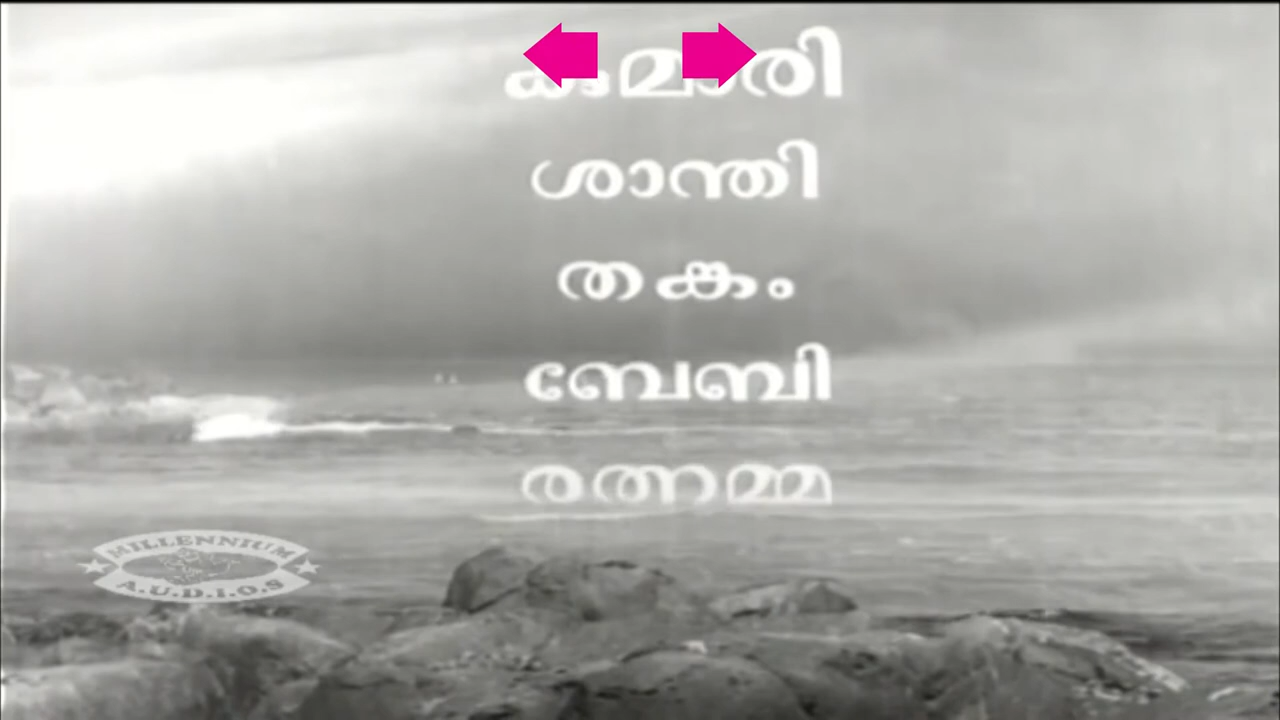 കുമാരി
ശാന്തി
തങ്കം
ബേബി
രത്നമ്മ
MILLENNIUM
A.U.D.I.O.S